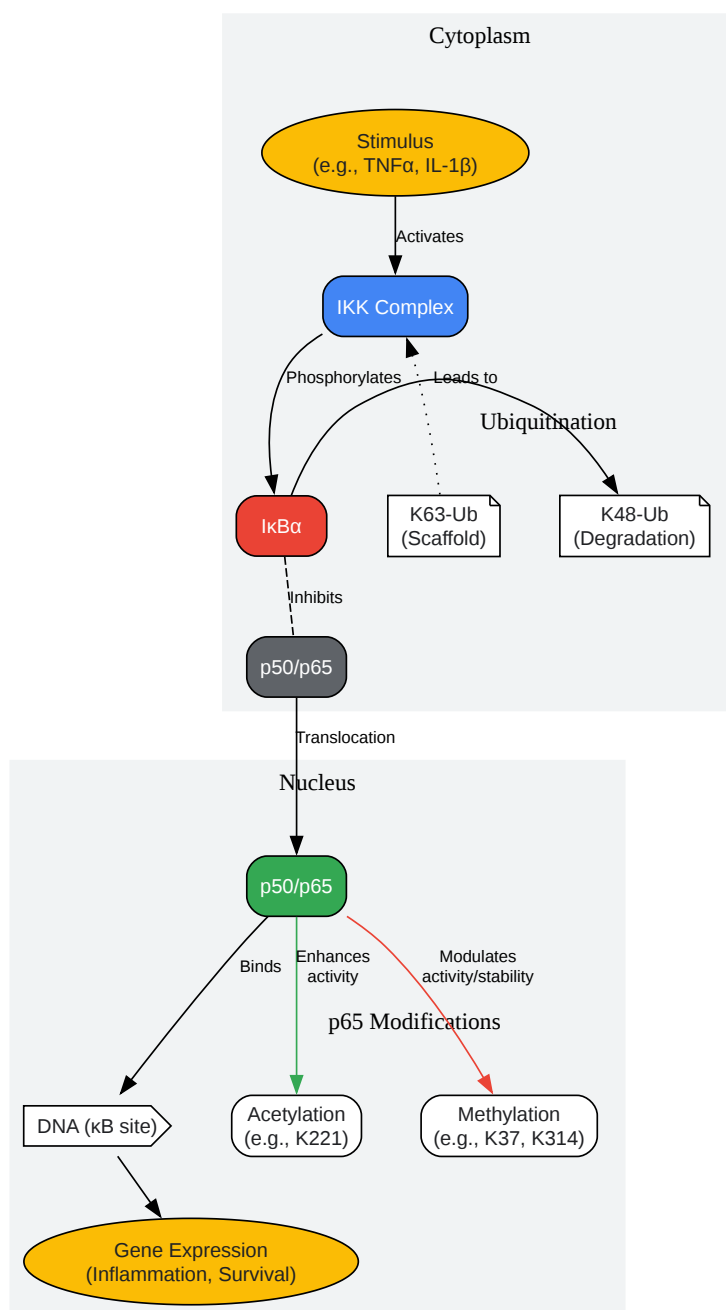 Cytoplasm
Stimulus
(e.g., TNFα, IL-1β)
Activates
IKK Complex
Phosphorylates
Leads to
Ubiquitination
IκBα
K63-Ub
(Scaffold)
K48-Ub
(Degradation)
Inhibits
p50/p65
Translocation
Nucleus
p50/p65
Binds
Enhances
activity
Modulates
activity/stability
p65 Modifications
DNA (κB site)
Acetylation
(e.g., K221)
Methylation
(e.g., K37, K314)
Gene Expression
(Inflammation, Survival)